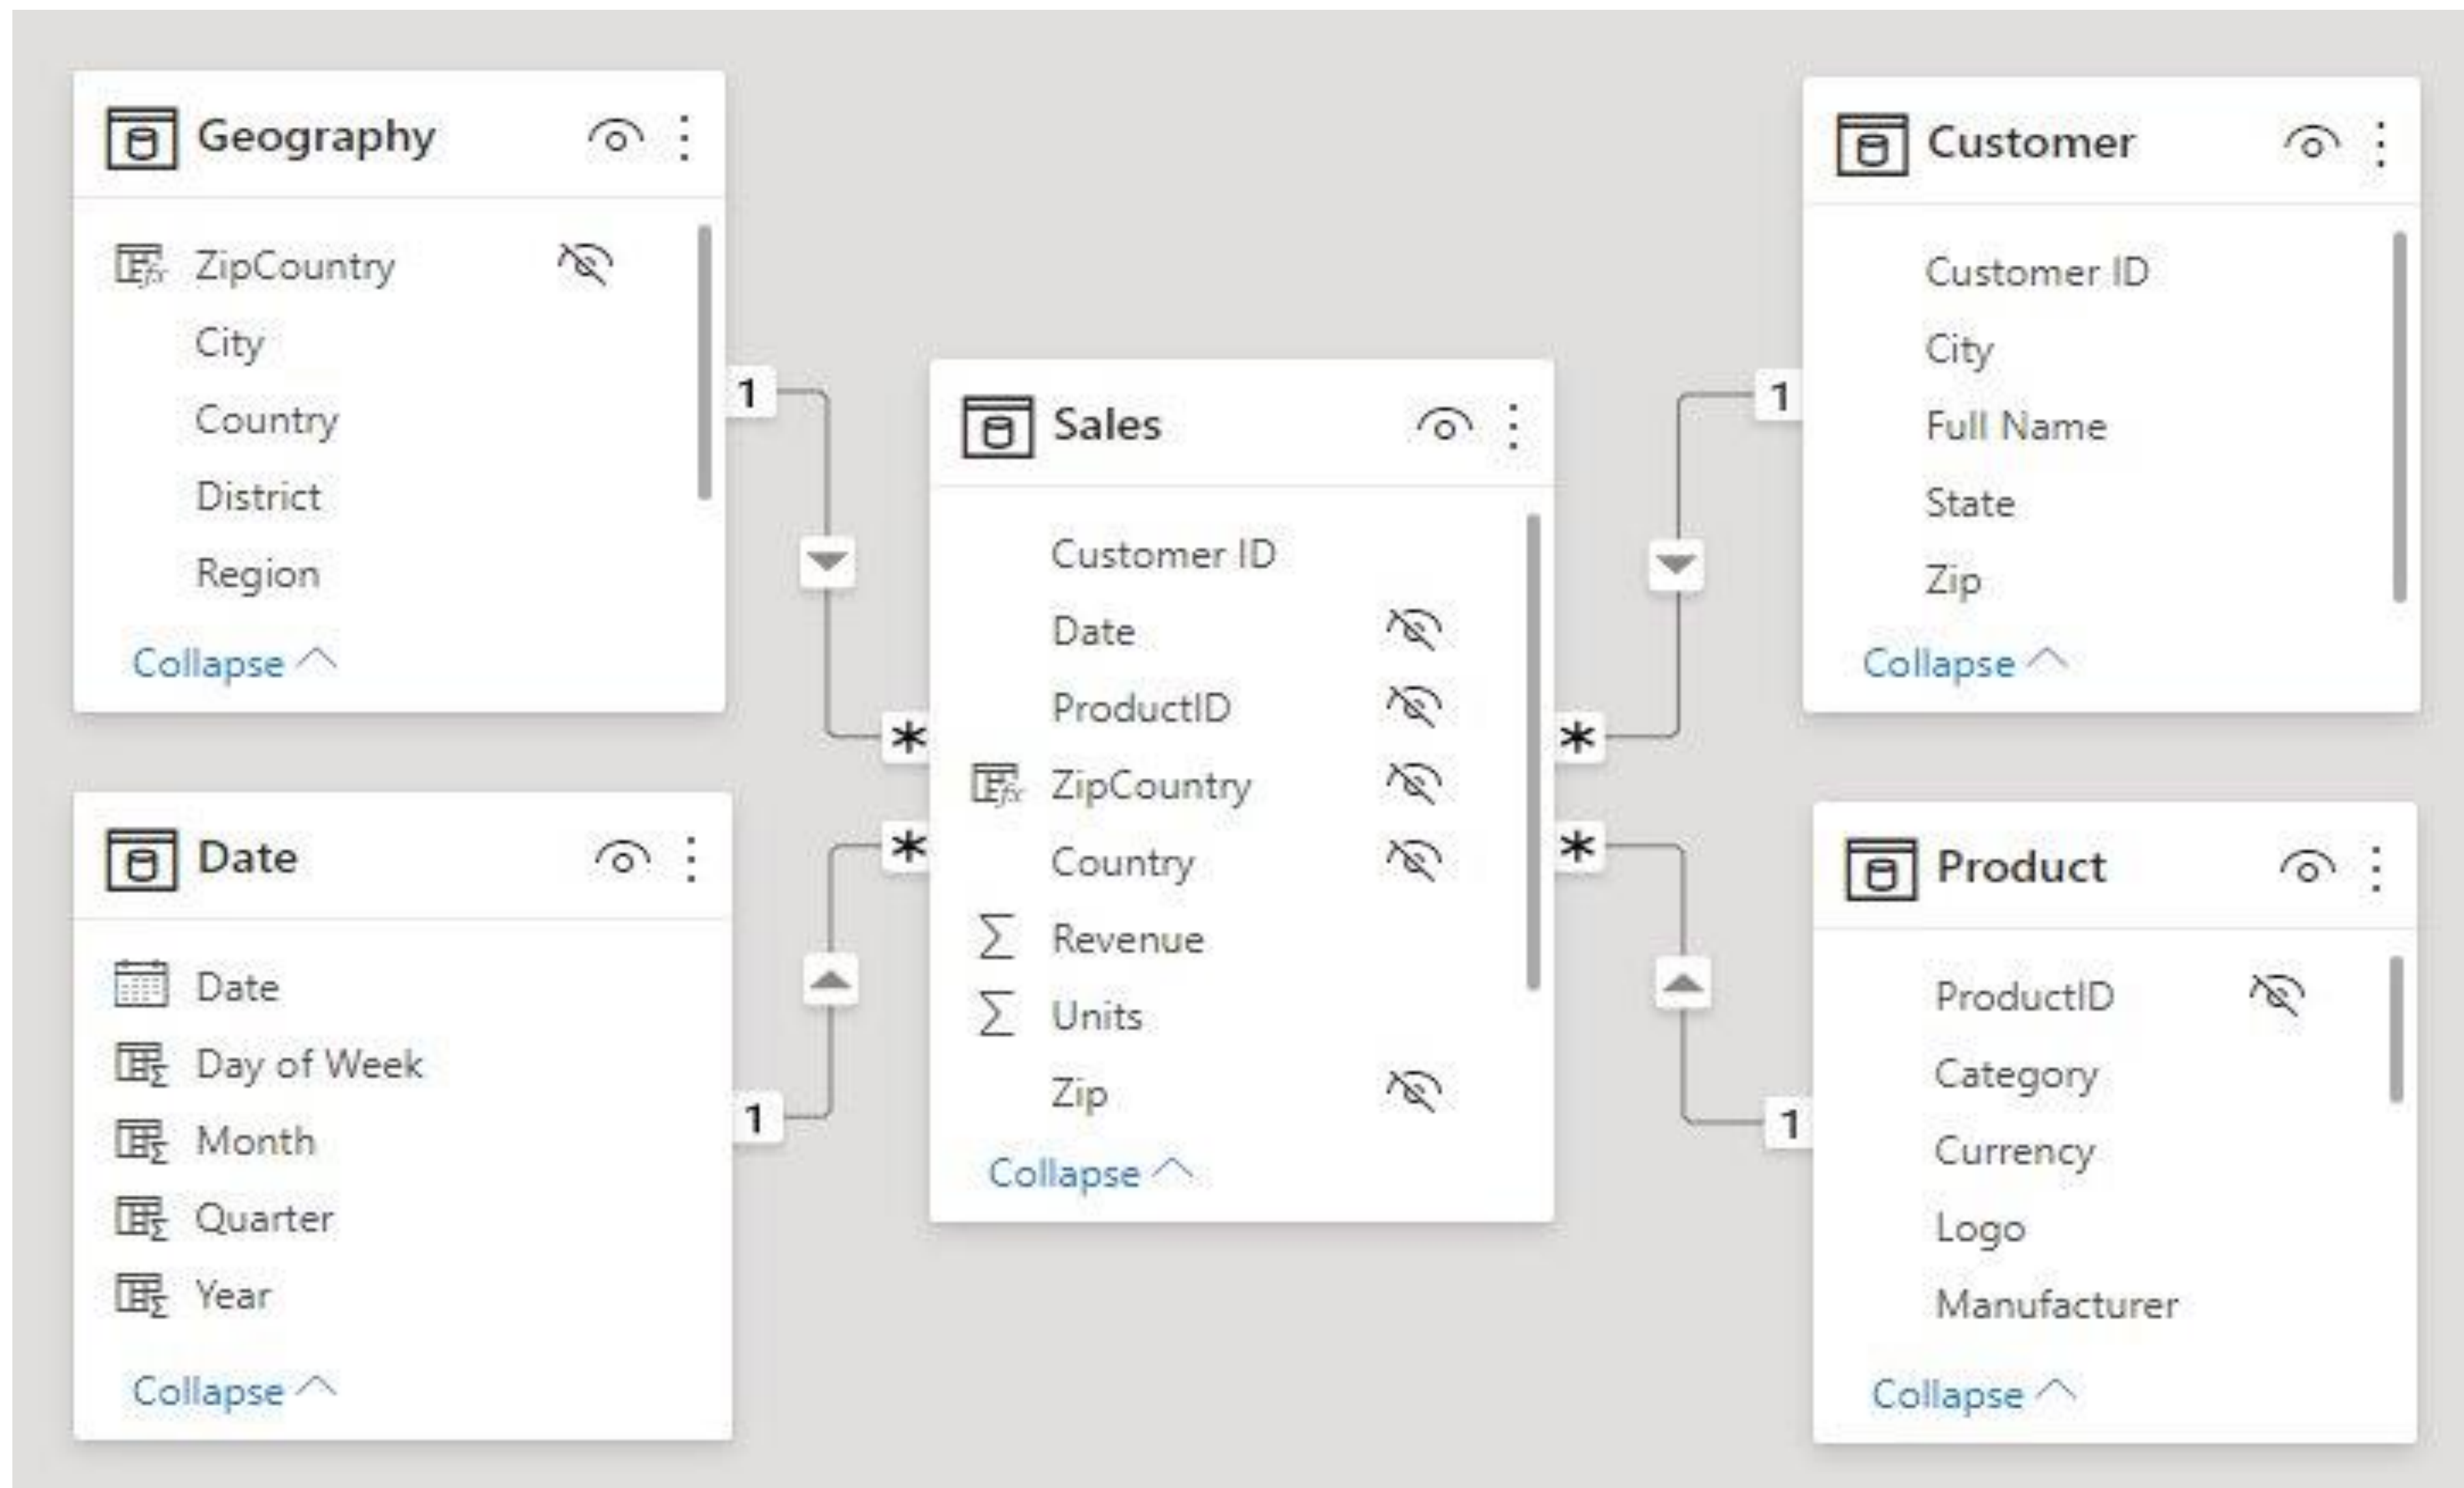 Geography
ZipCountry
City
Country
District
Region
Collapse
1
*
Date
Date
Day of Week
Month
Quarter
Year
Collapse
1
*
Sales
Customer ID
Date
ProductID
ZipCountry
Country
Revenue
Units
Zip
Collapse
Customer
Customer ID
City
Full Name
State
Zip
Collapse
1
*
Product
ProductID
Category
Currency
Logo
Manufacturer
Collapse
1
*